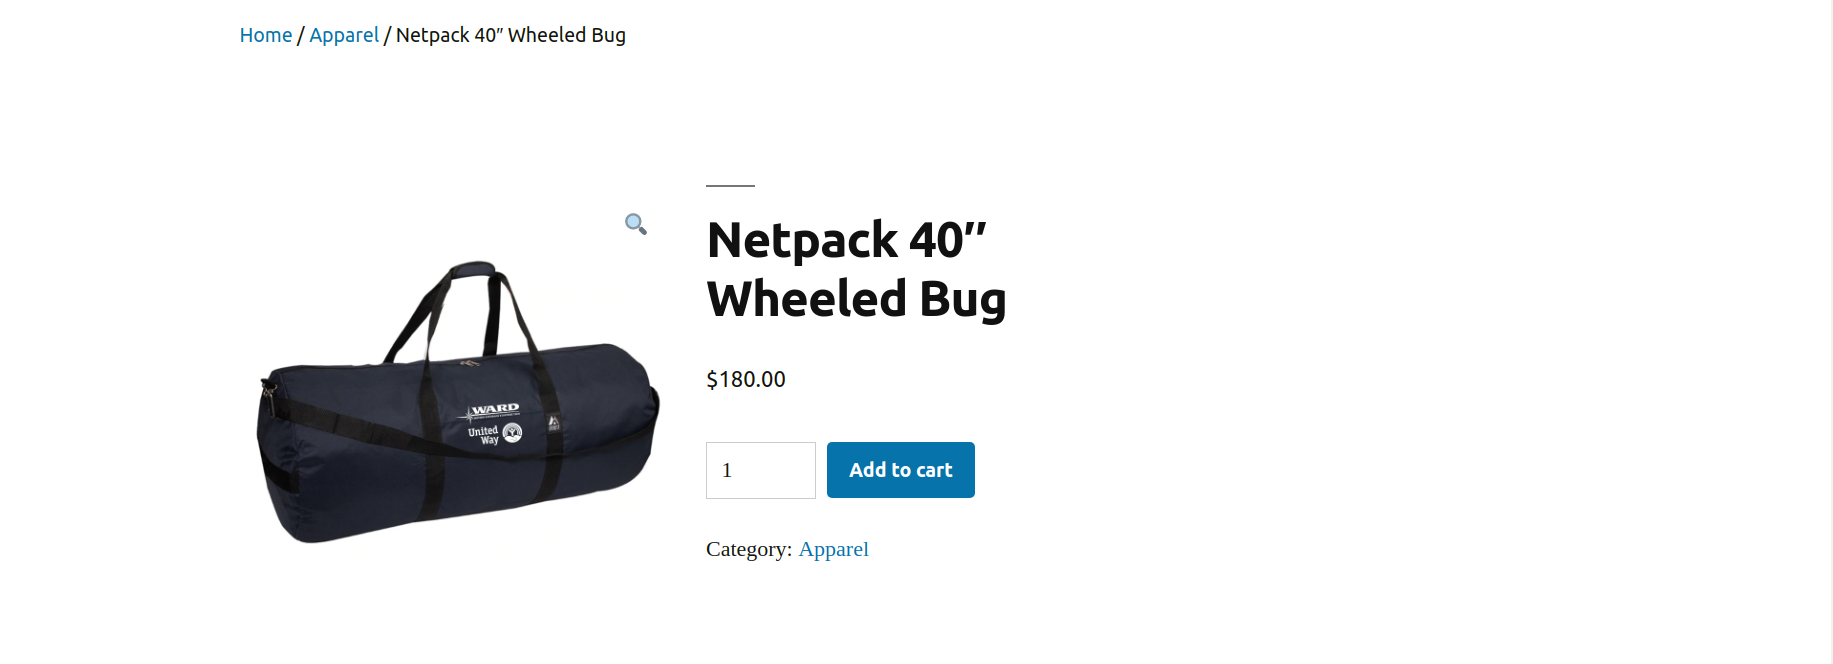 Home / Apparel / Netpack 40″ Wheeled Bug
Netpack 40″
Wheeled Bug
$180.00
1
Add to cart
Category: Apparel
WARD
United
Way